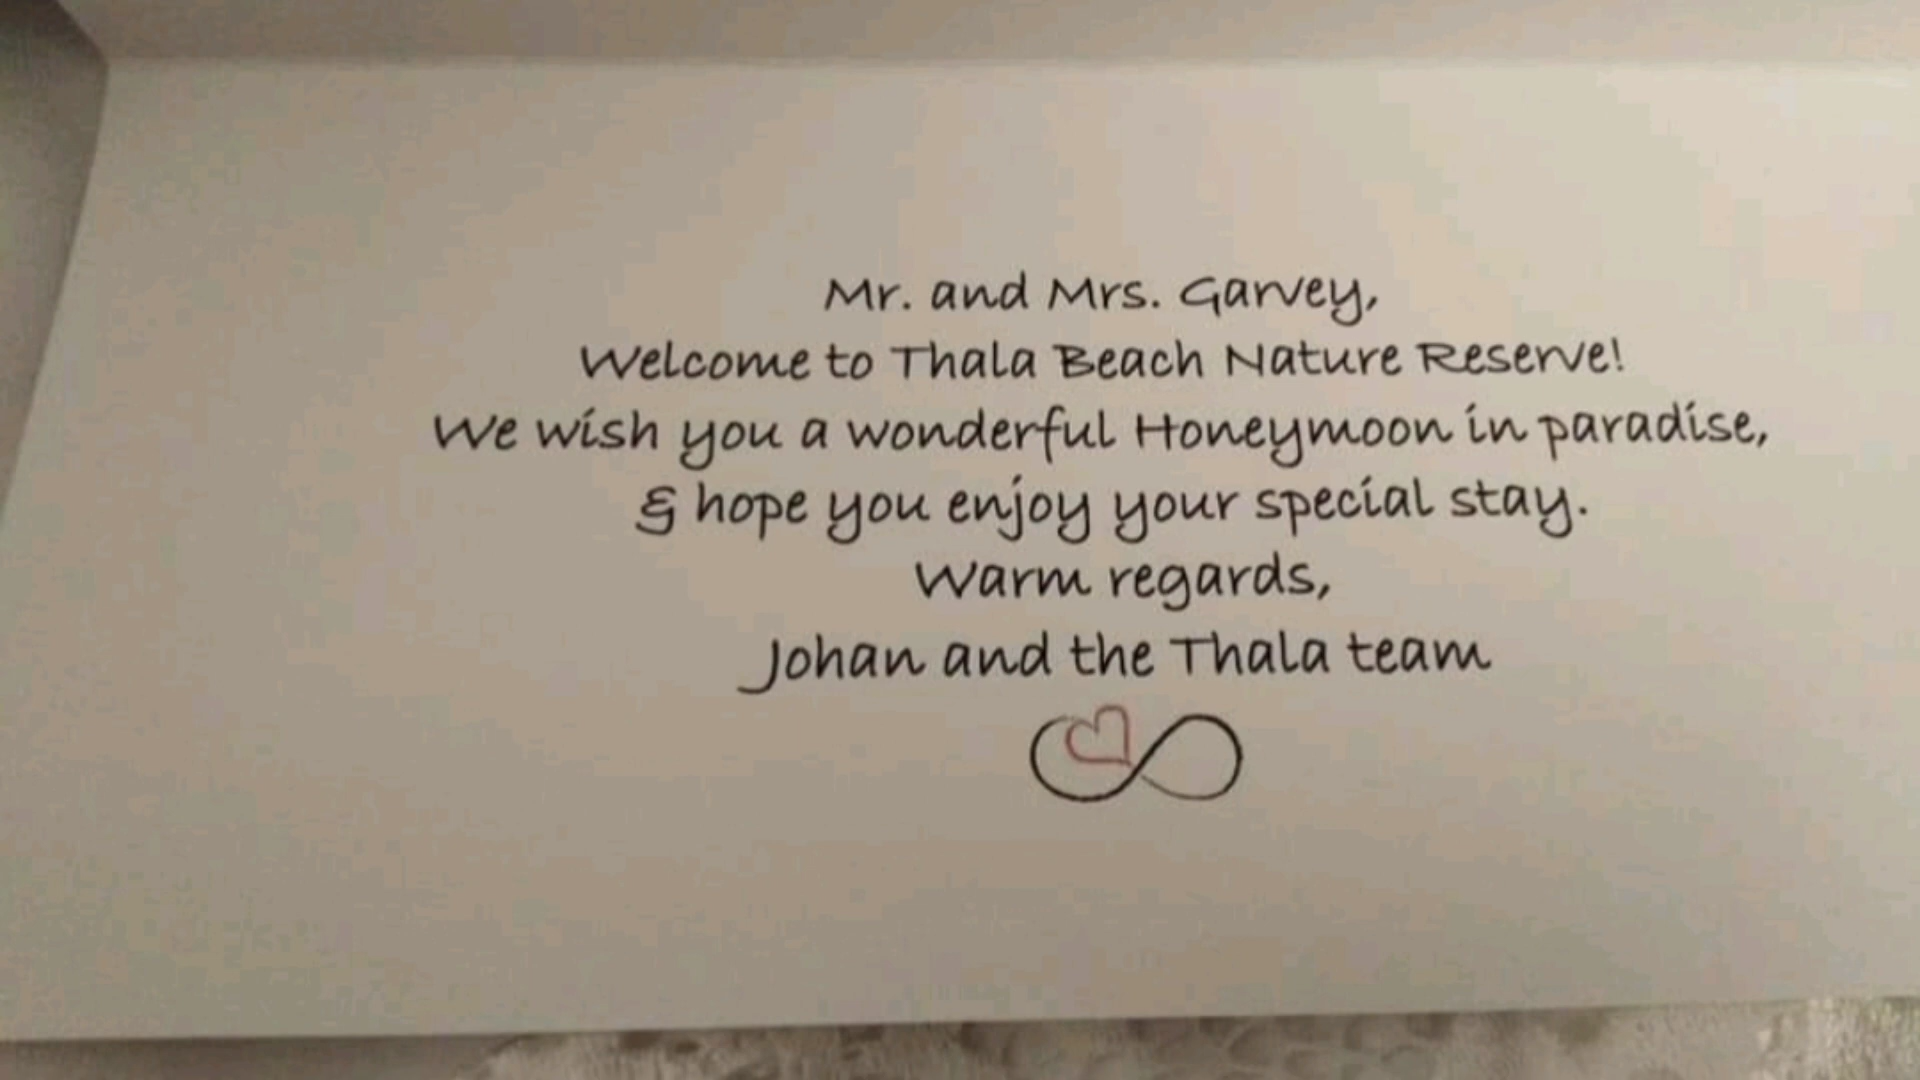 Mr. and Mrs. Garvey,
Welcome to Thala Beach Nature Reserve!
We wish you a wonderful Honeymoon in paradise,
& hope you enjoy your special stay.
Warm regards,
Johan and the Thala team